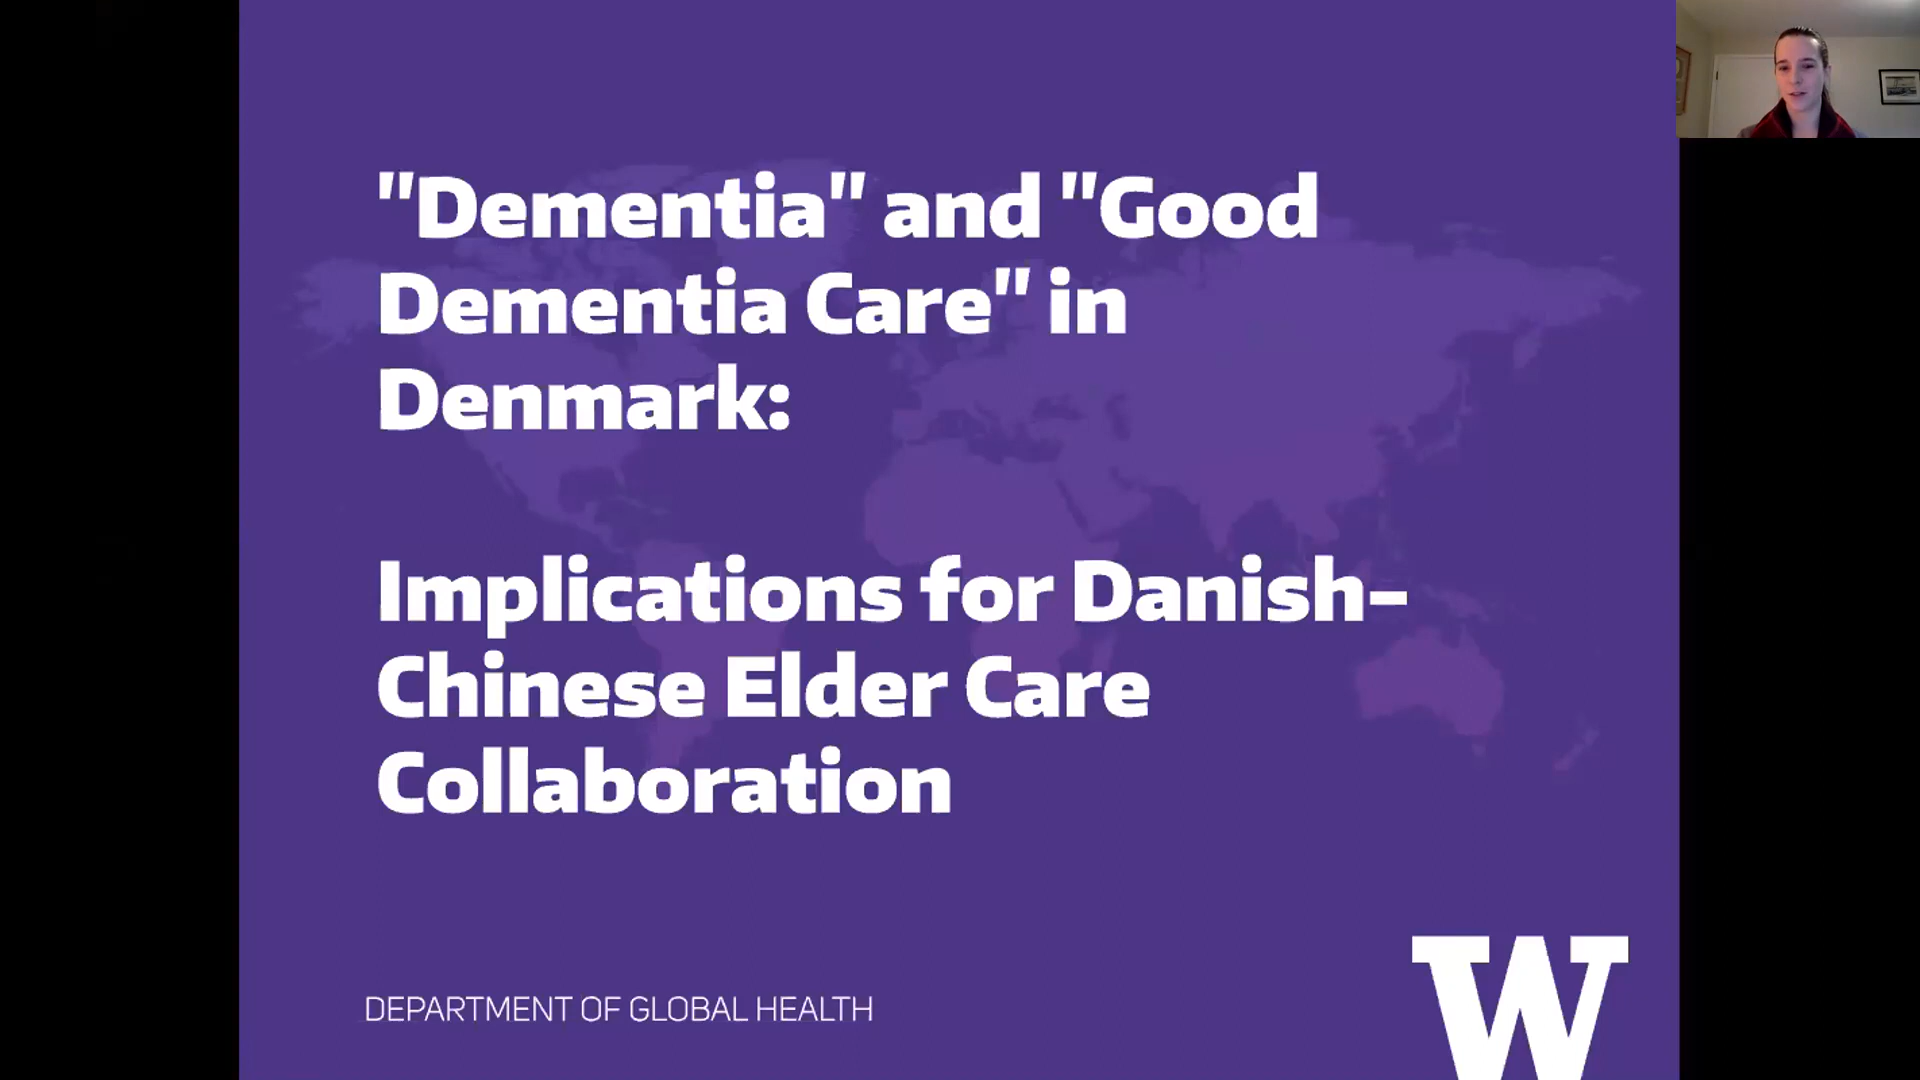 "Dementia" and "Good
Dementia Care" in
Denmark:
Implications for Danish–
Chinese Elder Care
Collaboration
DEPARTMENT OF GLOBAL HEALTH
W